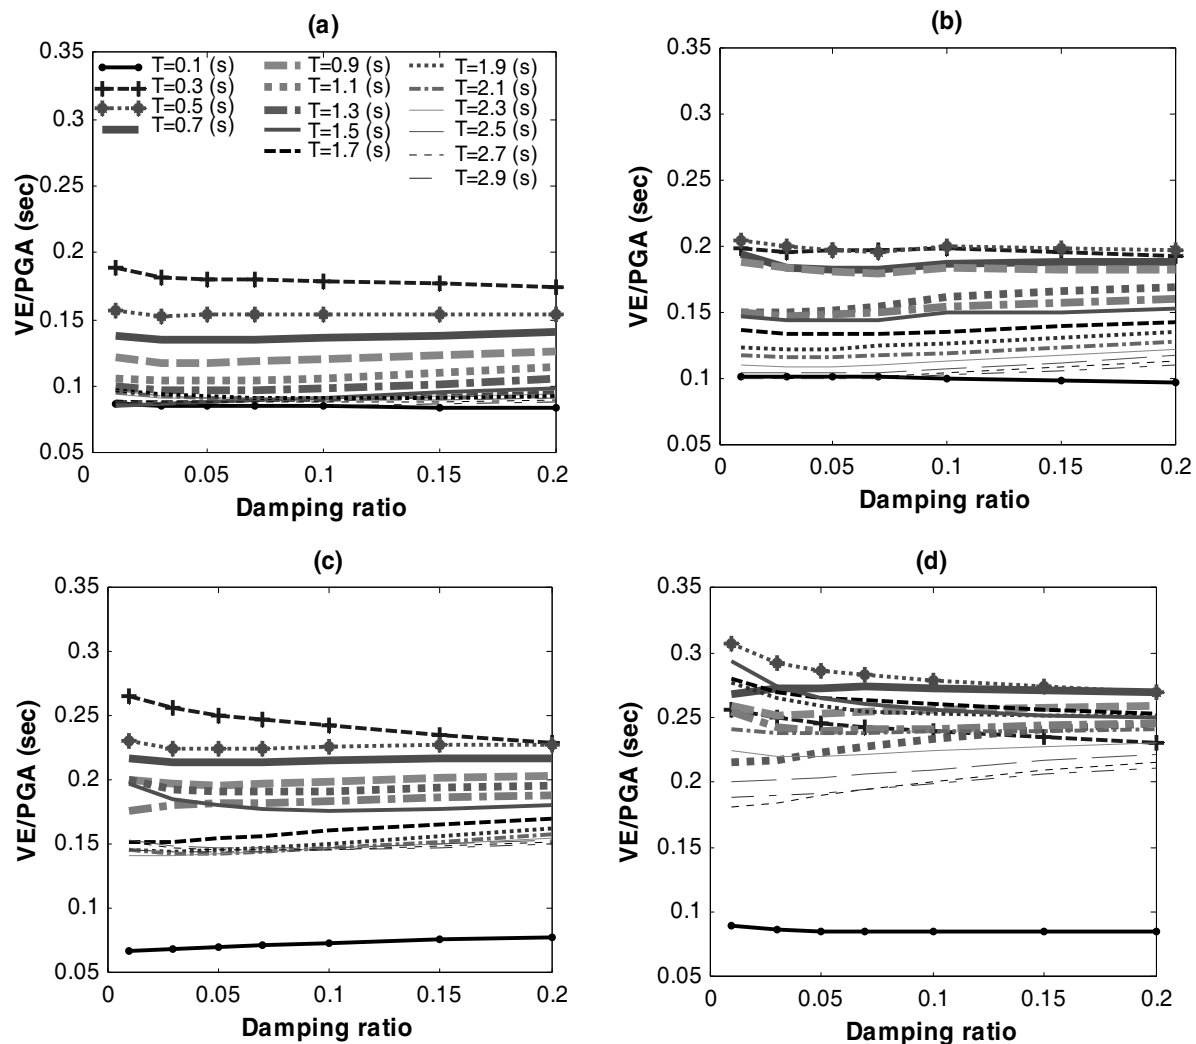 (a)
0.35
0.3
0.25
0.2
0.15
0.1
0.05
VE/PGA (sec)
T=0.1 (s)
T=0.3 (s)
T=0.5 (s)
T=0.7 (s)
T=0.9 (s)
T=1.1 (s)
T=1.3 (s)
T=1.5 (s)
T=1.7 (s)
T=1.9 (s)
T=2.1 (s)
T=2.3 (s)
T=2.5 (s)
T=2.7 (s)
T=2.9 (s)
0 0.05 0.1 0.15 0.2
Damping ratio
(b)
0.35
0.3
0.25
0.2
0.15
0.1
0.05
VE/PGA (sec)
0 0.05 0.1 0.15 0.2
Damping ratio
(c)
0.35
0.3
0.25
0.2
0.15
0.1
0.05
VE/PGA (sec)
0 0.05 0.1 0.15 0.2
Damping ratio
(d)
0.35
0.3
0.25
0.2
0.15
0.1
0.05
VE/PGA (sec)
0 0.05 0.1 0.15 0.2
Damping ratio